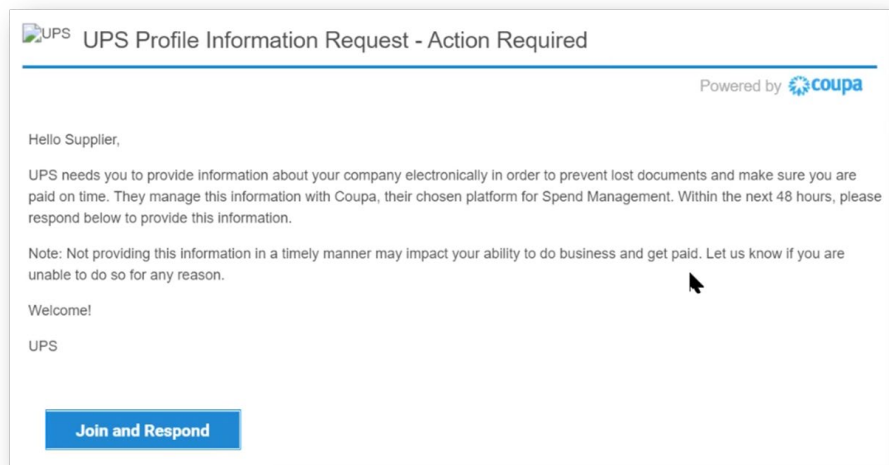 UPS
UPS Profile Information Request - Action Required
Powered by coupa
Hello Supplier,
UPS needs you to provide information about your company electronically in order to prevent lost documents and make sure you are
paid on time. They manage this information with Coupa, their chosen platform for Spend Management. Within the next 48 hours, please
respond below to provide this information.
Note: Not providing this information in a timely manner may impact your ability to do business and get paid. Let us know if you are
unable to do so for any reason.
Welcome!
UPS
Join and Respond